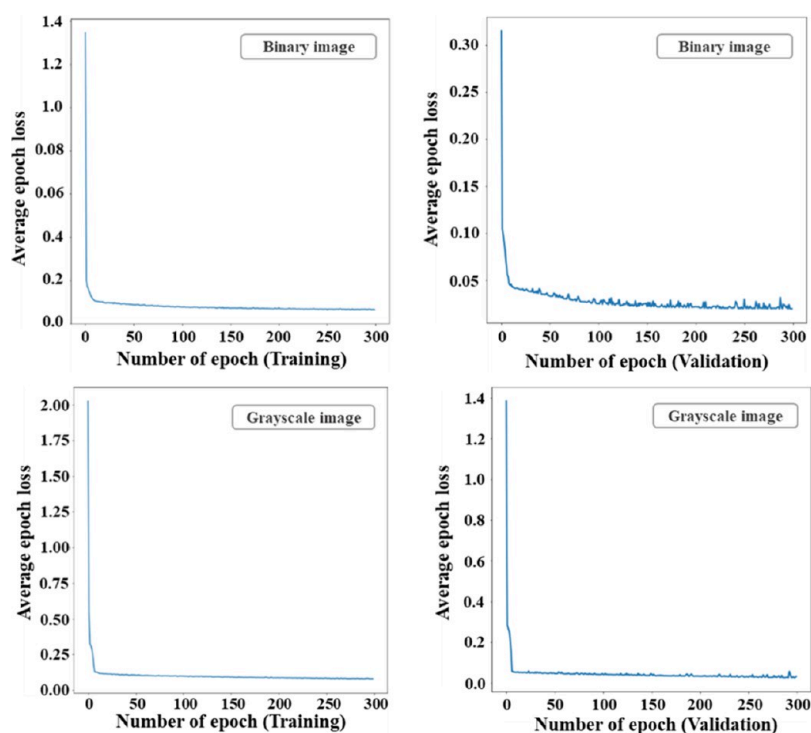 1.4
1.2
1.0
0.08
0.06
0.4
0.2
0.0
Average epoch loss
Binary image
0 50 100 150 200 250 300
Number of epoch (Training)
0.30
0.25
0.20
0.15
0.10
0.05
Average epoch loss
Binary image
0 50 100 150 200 250 300
Number of epoch (Validation)
2.00
1.75
1.50
1.25
1.00
0.75
0.50
0.25
0.00
Average epoch loss
Grayscale image
0 50 100 150 200 250 300
Number of epoch (Training)
1.4
1.2
1.0
0.8
0.6
0.4
0.2
0.0
Average epoch loss
Grayscale image
0 50 100 150 200 250 300
Number of epoch (Validation)